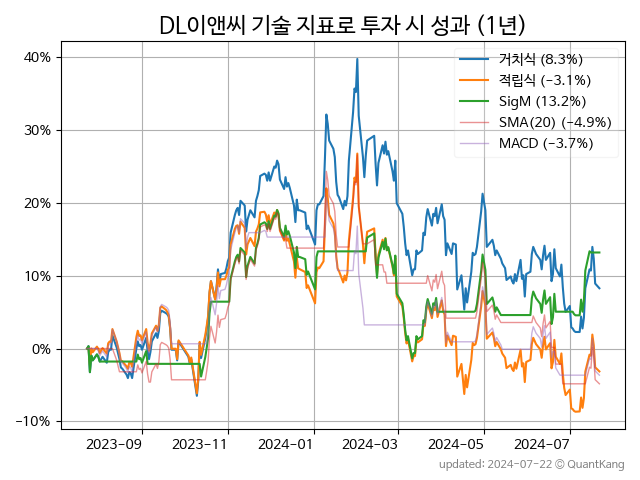 DL이앤씨 기술 지표로 투자 시 성과 (1년)
거치식 (8.3%)
적립식 (−3.1%)
SigM (13.2%)
SMA(20) (−4.9%)
MACD (−3.7%)
40%
30%
20%
10%
0%
−10%
2023-09 2023-11 2024-01 2024-03 2024-05 2024-07
updated: 2024-07-22 © QuantKang